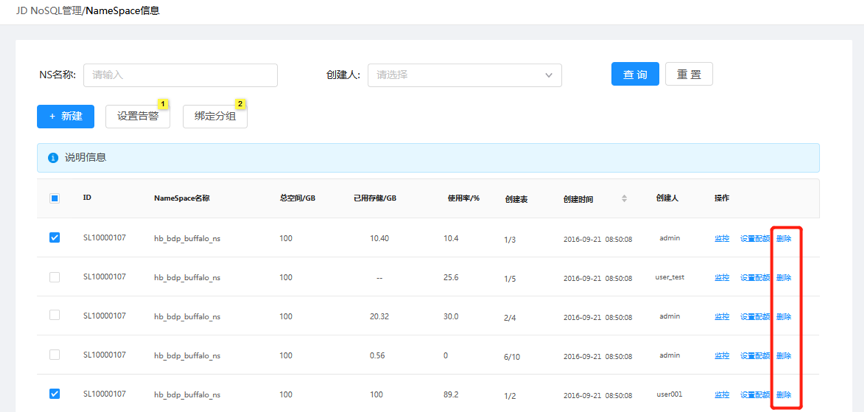 JD NoSQL管理/NameSpace信息
NS名称: 请输入 创建人: 请选择 查询 重置
+ 新建 设置告警 1 绑定分组 2
说明信息
ID NameSpace名称 总空间/GB 已用存储/GB 使用率/% 创建表 创建时间 创建人 操作
SL10000107 hb_bdp_buffalo_ns 100 10.40 10.4 1/3 2016-09-21 08:50:08 admin 监控 设置配额 删除
SL10000107 hb_bdp_buffalo_ns 100 -- 25.6 1/5 2016-09-21 08:50:08 user_test 监控 设置配额 删除
SL10000107 hb_bdp_buffalo_ns 100 20.32 30.0 2/4 2016-09-21 08:50:08 admin 监控 设置配额 删除
SL10000107 hb_bdp_buffalo_ns 100 0.56 0 6/10 2016-09-21 08:50:08 admin 监控 设置配额 删除
SL10000107 hb_bdp_buffalo_ns 100 100 89.2 1/2 2016-09-21 08:50:08 user001 监控 设置配额 删除